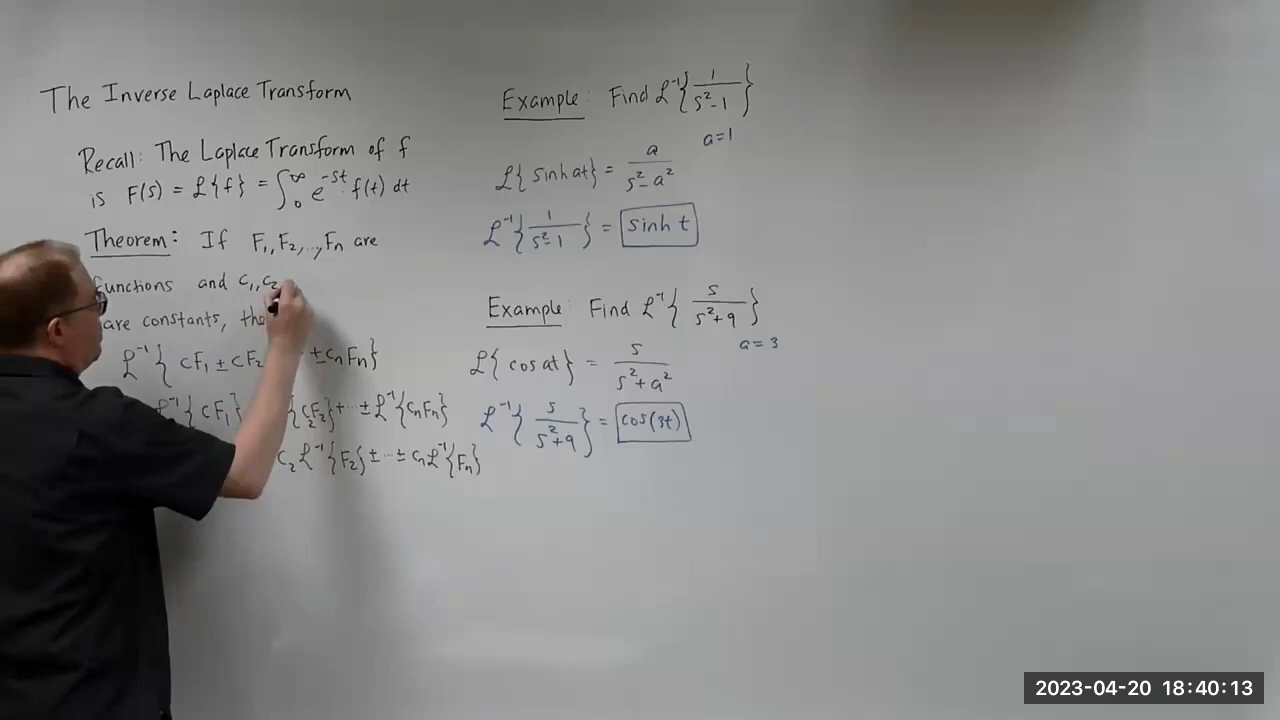 The Inverse Laplace Transform
Recall: The Laplace Transform of f
is F(s) = ℒ{f} = ∫₀^∞ e^{-st} · f(t) dt
Theorem: If F₁, F₂, ..., Fn are
functions and c₁, c₂
are constants, the
ℒ⁻¹{ cF₁ ± cF₂ ± cnFn}
ℒ⁻¹{cF₁} {c₂F₂} ± ··· ± ℒ⁻¹{cnFn}
c₂ ℒ⁻¹{F₂} ± ··· ± cn ℒ⁻¹{Fn}
Example: Find ℒ⁻¹{ 1/(s²-1) }
a=1
ℒ{sinh at} = a/(s²-a²)
ℒ⁻¹{ 1/(s²-1) } = sinh t
Example: Find ℒ⁻¹{ s/(s²+9) }
a=3
ℒ{cos at} = s/(s²+a²)
ℒ⁻¹{ s/(s²+9) } = cos(3t)
2023-04-20 18:40:13